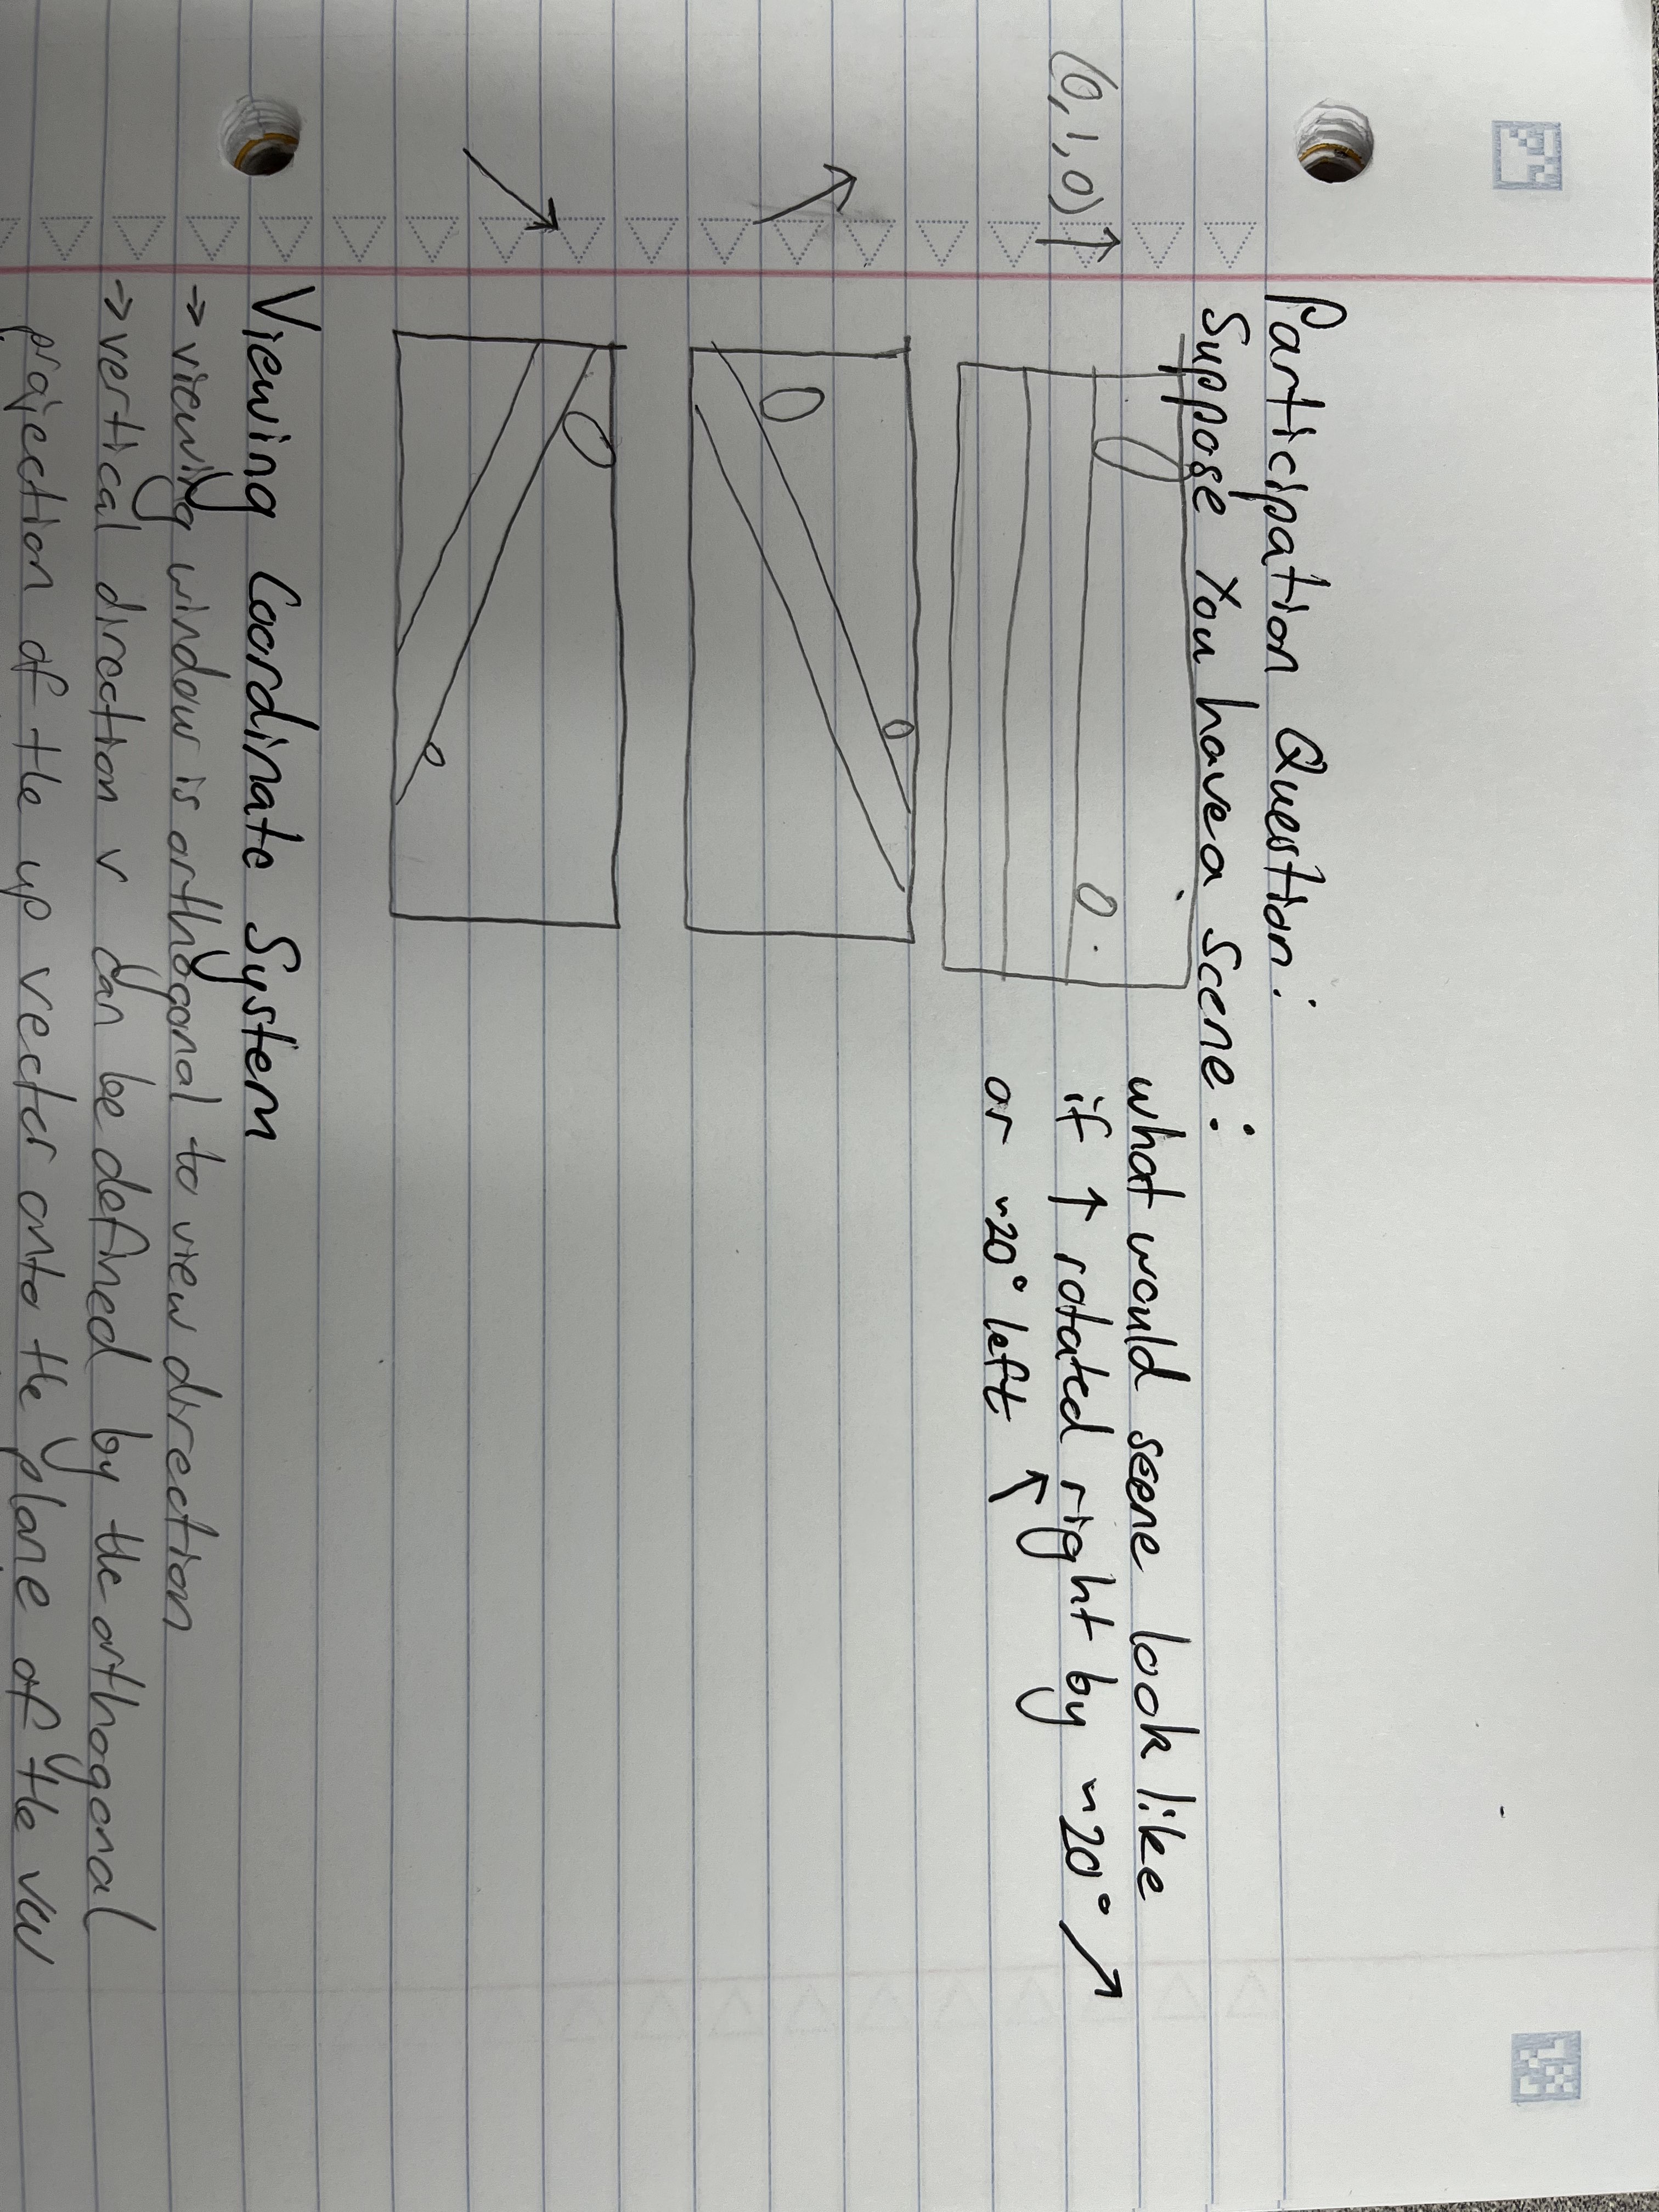 Participation Question:
Suppose You have a scene:
(0,1,0) ↑
what would scene look like
if ↑ rotated right by ~20° ↗
or ~20° left ↖
Viewing Coordinate System
→ viewing window is orthogonal to view direction
→ vertical direction v can be defined by the orthogonal
projection of the up vector onto the plane of the view